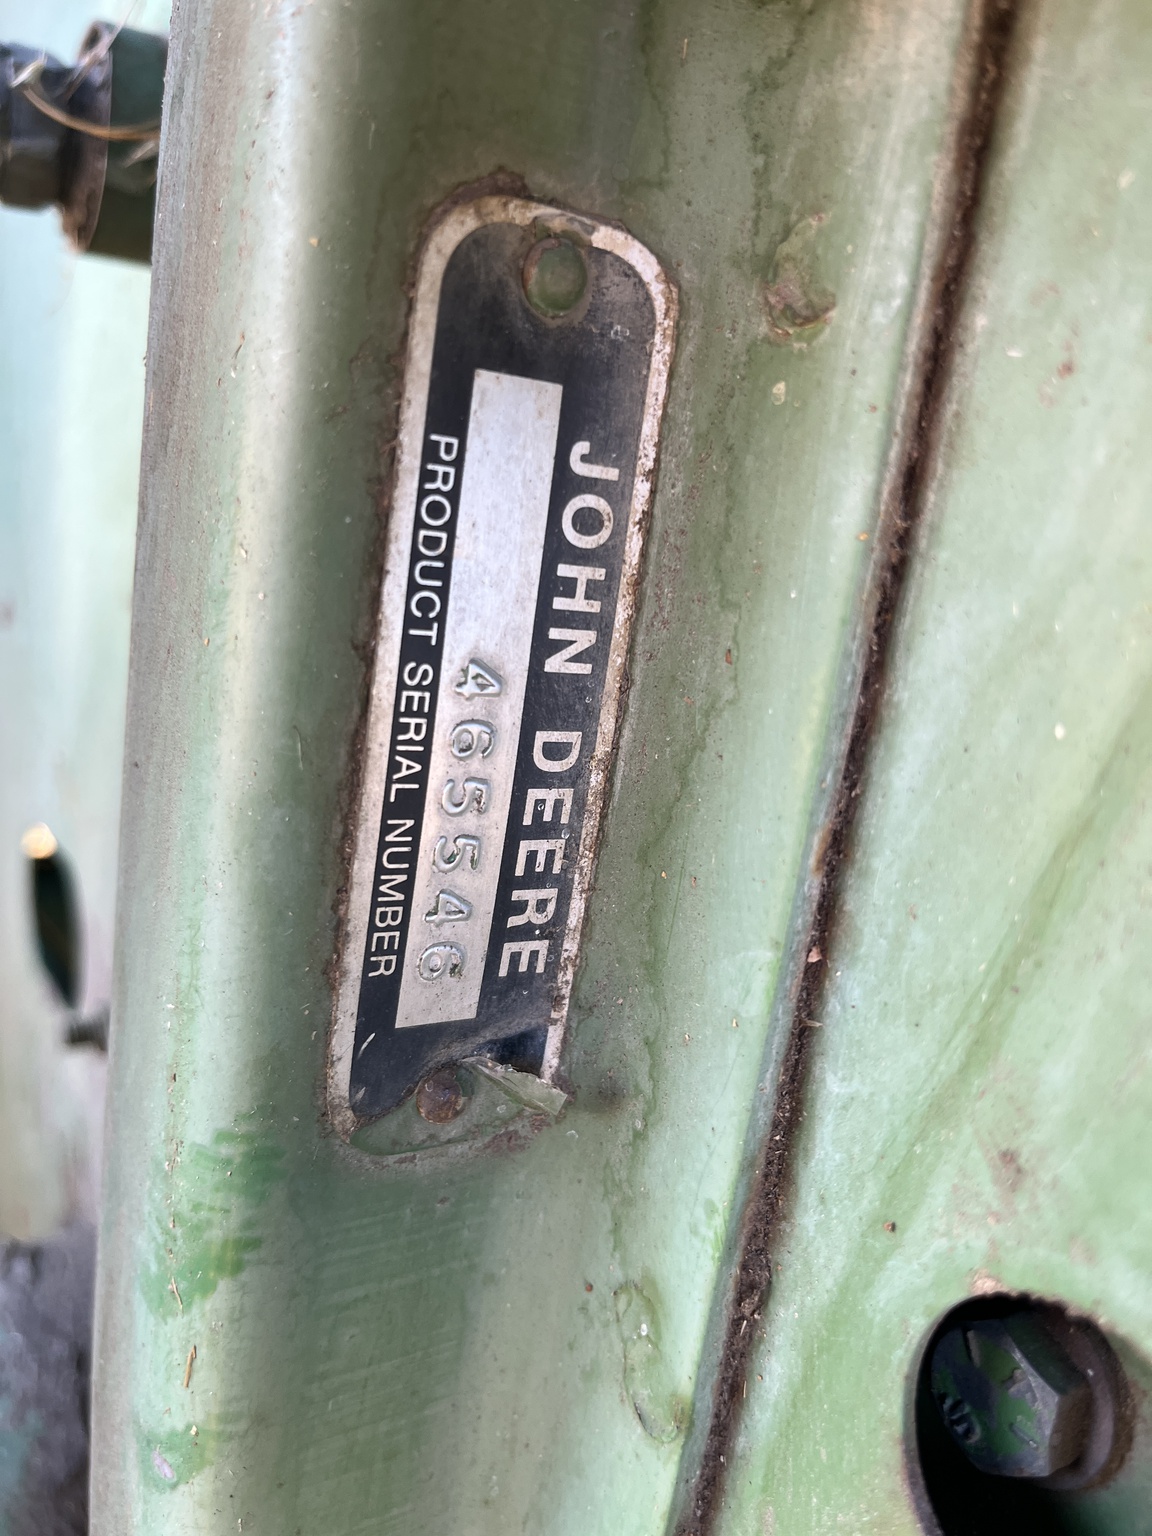 JOHN DEERE
465546
PRODUCT SERIAL NUMBER